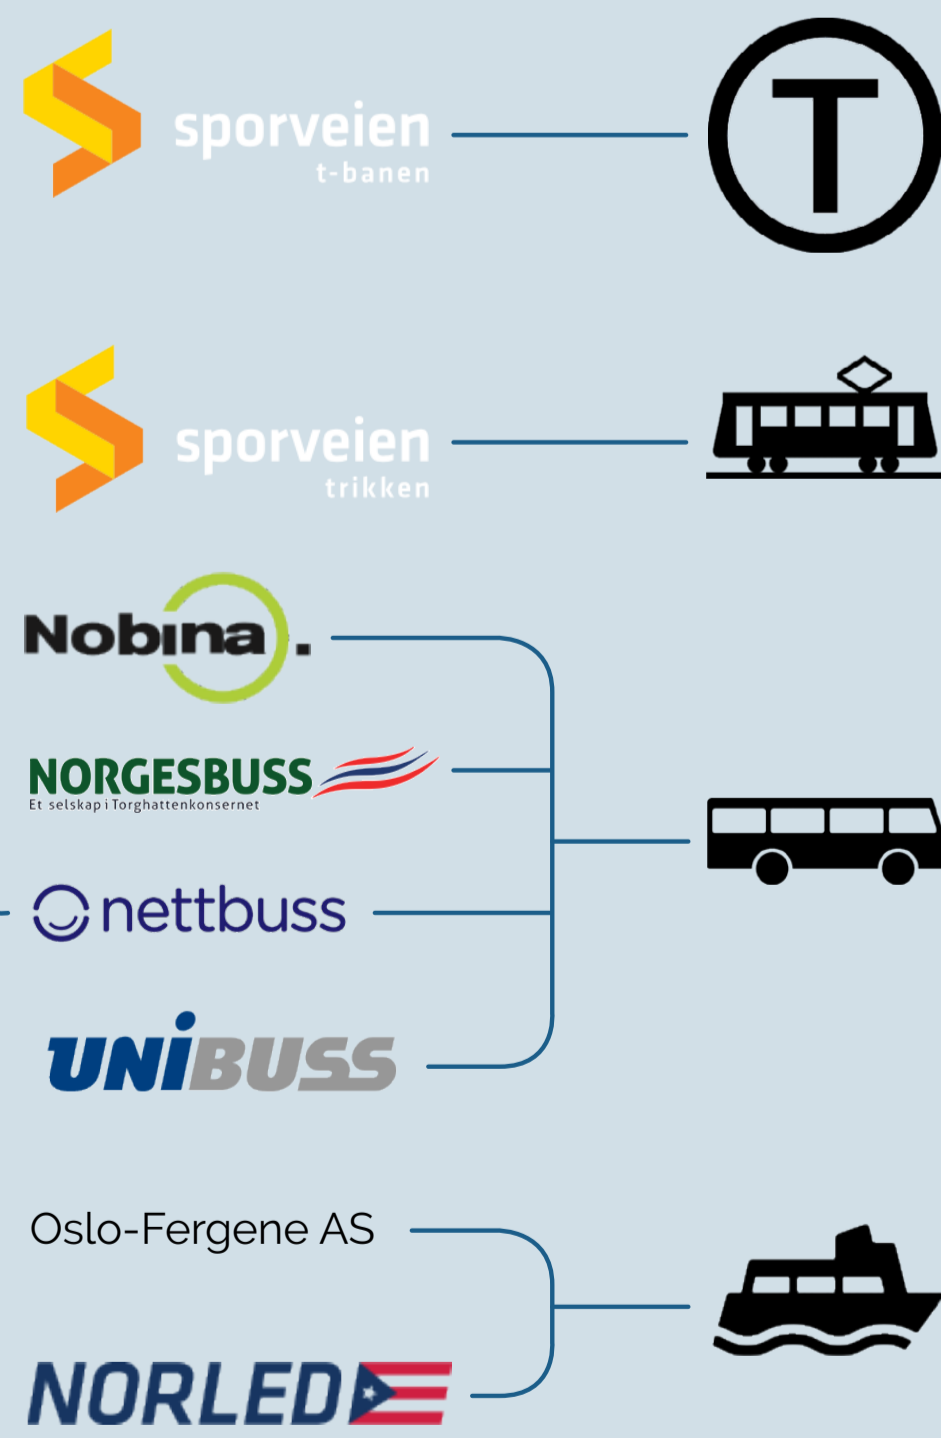 sporveien
t-banen
T
sporveien
trikken
Nobina.
NORGESBUSS
Et selskap i Torghattenkonsernet
nettbuss
UNiBUSS
Oslo-Fergene AS
NORLED